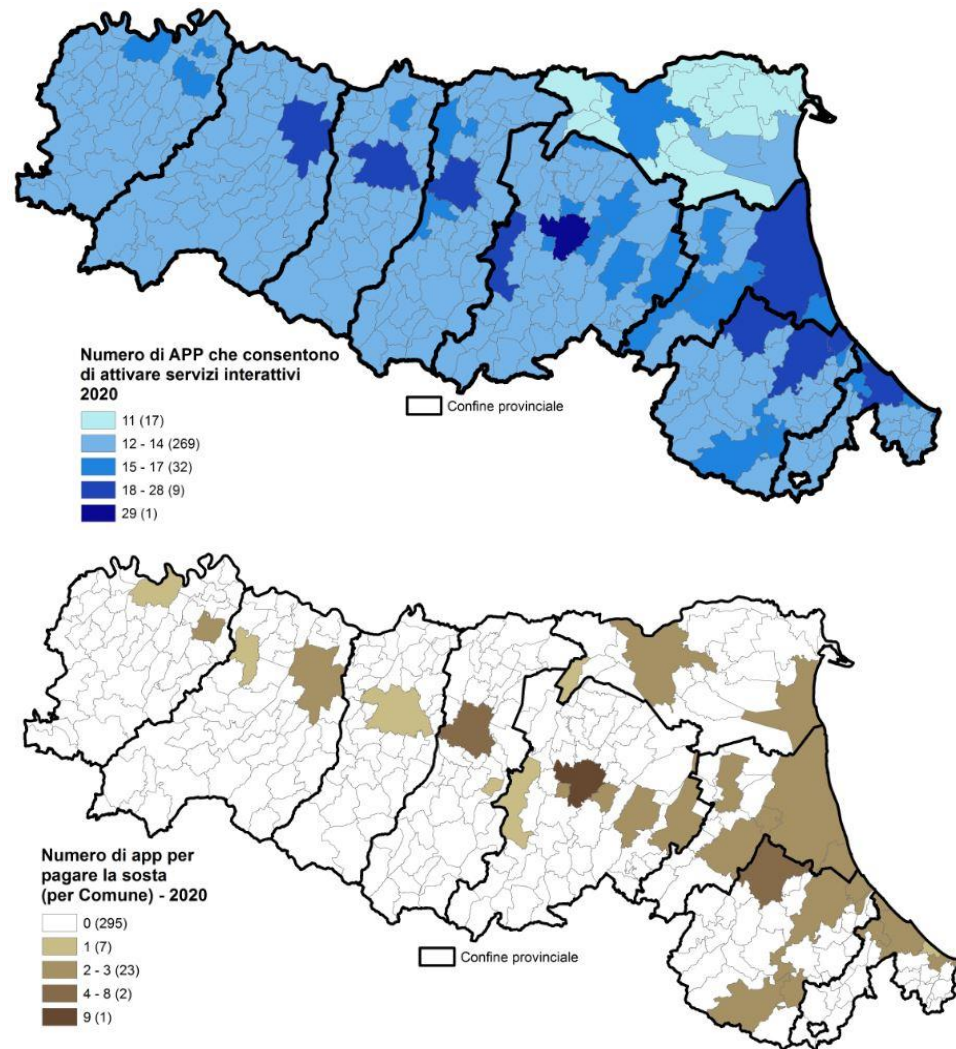 Numero di APP che consentono
di attivare servizi interattivi
2020
11 (17)
12 - 14 (269)
15 - 17 (32)
18 - 28 (9)
29 (1)
Confine provinciale
Numero di app per
pagare la sosta
(per Comune) - 2020
0 (295)
1 (7)
2 - 3 (23)
4 - 8 (2)
9 (1)
Confine provinciale